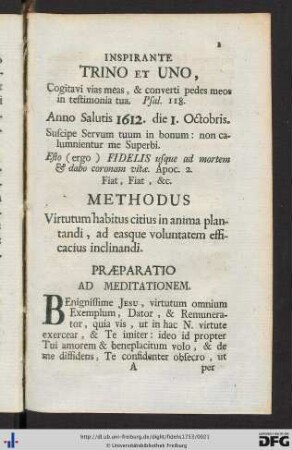 1
INSPIRANTE
TRINO ET UNO,
Cogitavi vias meas, & converti pedes meos
in testimonia tua. Psal. 118.
Anno Salutis 1612. die 1. Octobris.
Suscipe Servum tuum in bonum: non ca-
lumnientur me Superbi.
Esto (ergo) FIDELIS usque ad mortem
& dabo coronam vitæ. Apoc. 2.
Fiat, Fiat, &c.
METHODUS
Virtutum habitus citius in anima plan-
tandi, ad easque voluntatem effi-
cacius inclinandi.
PRÆPARATIO
AD MEDITATIONEM.
BEnignissime JESU, virtutum omnium
Exemplum, Dator, & Remunera-
tor, quia vis, ut in hac N. virtute
exercear, & Te imiter: ideo id propter
Tui amorem & beneplacitum volo, & de
me diffidens, Te confidenter obsecro, ut
A per
http://dl.ub.uni-freiburg.de/diglit/fidelis1753/0021
© Universitätsbibliothek Freiburg
gefördert durch die
DFG